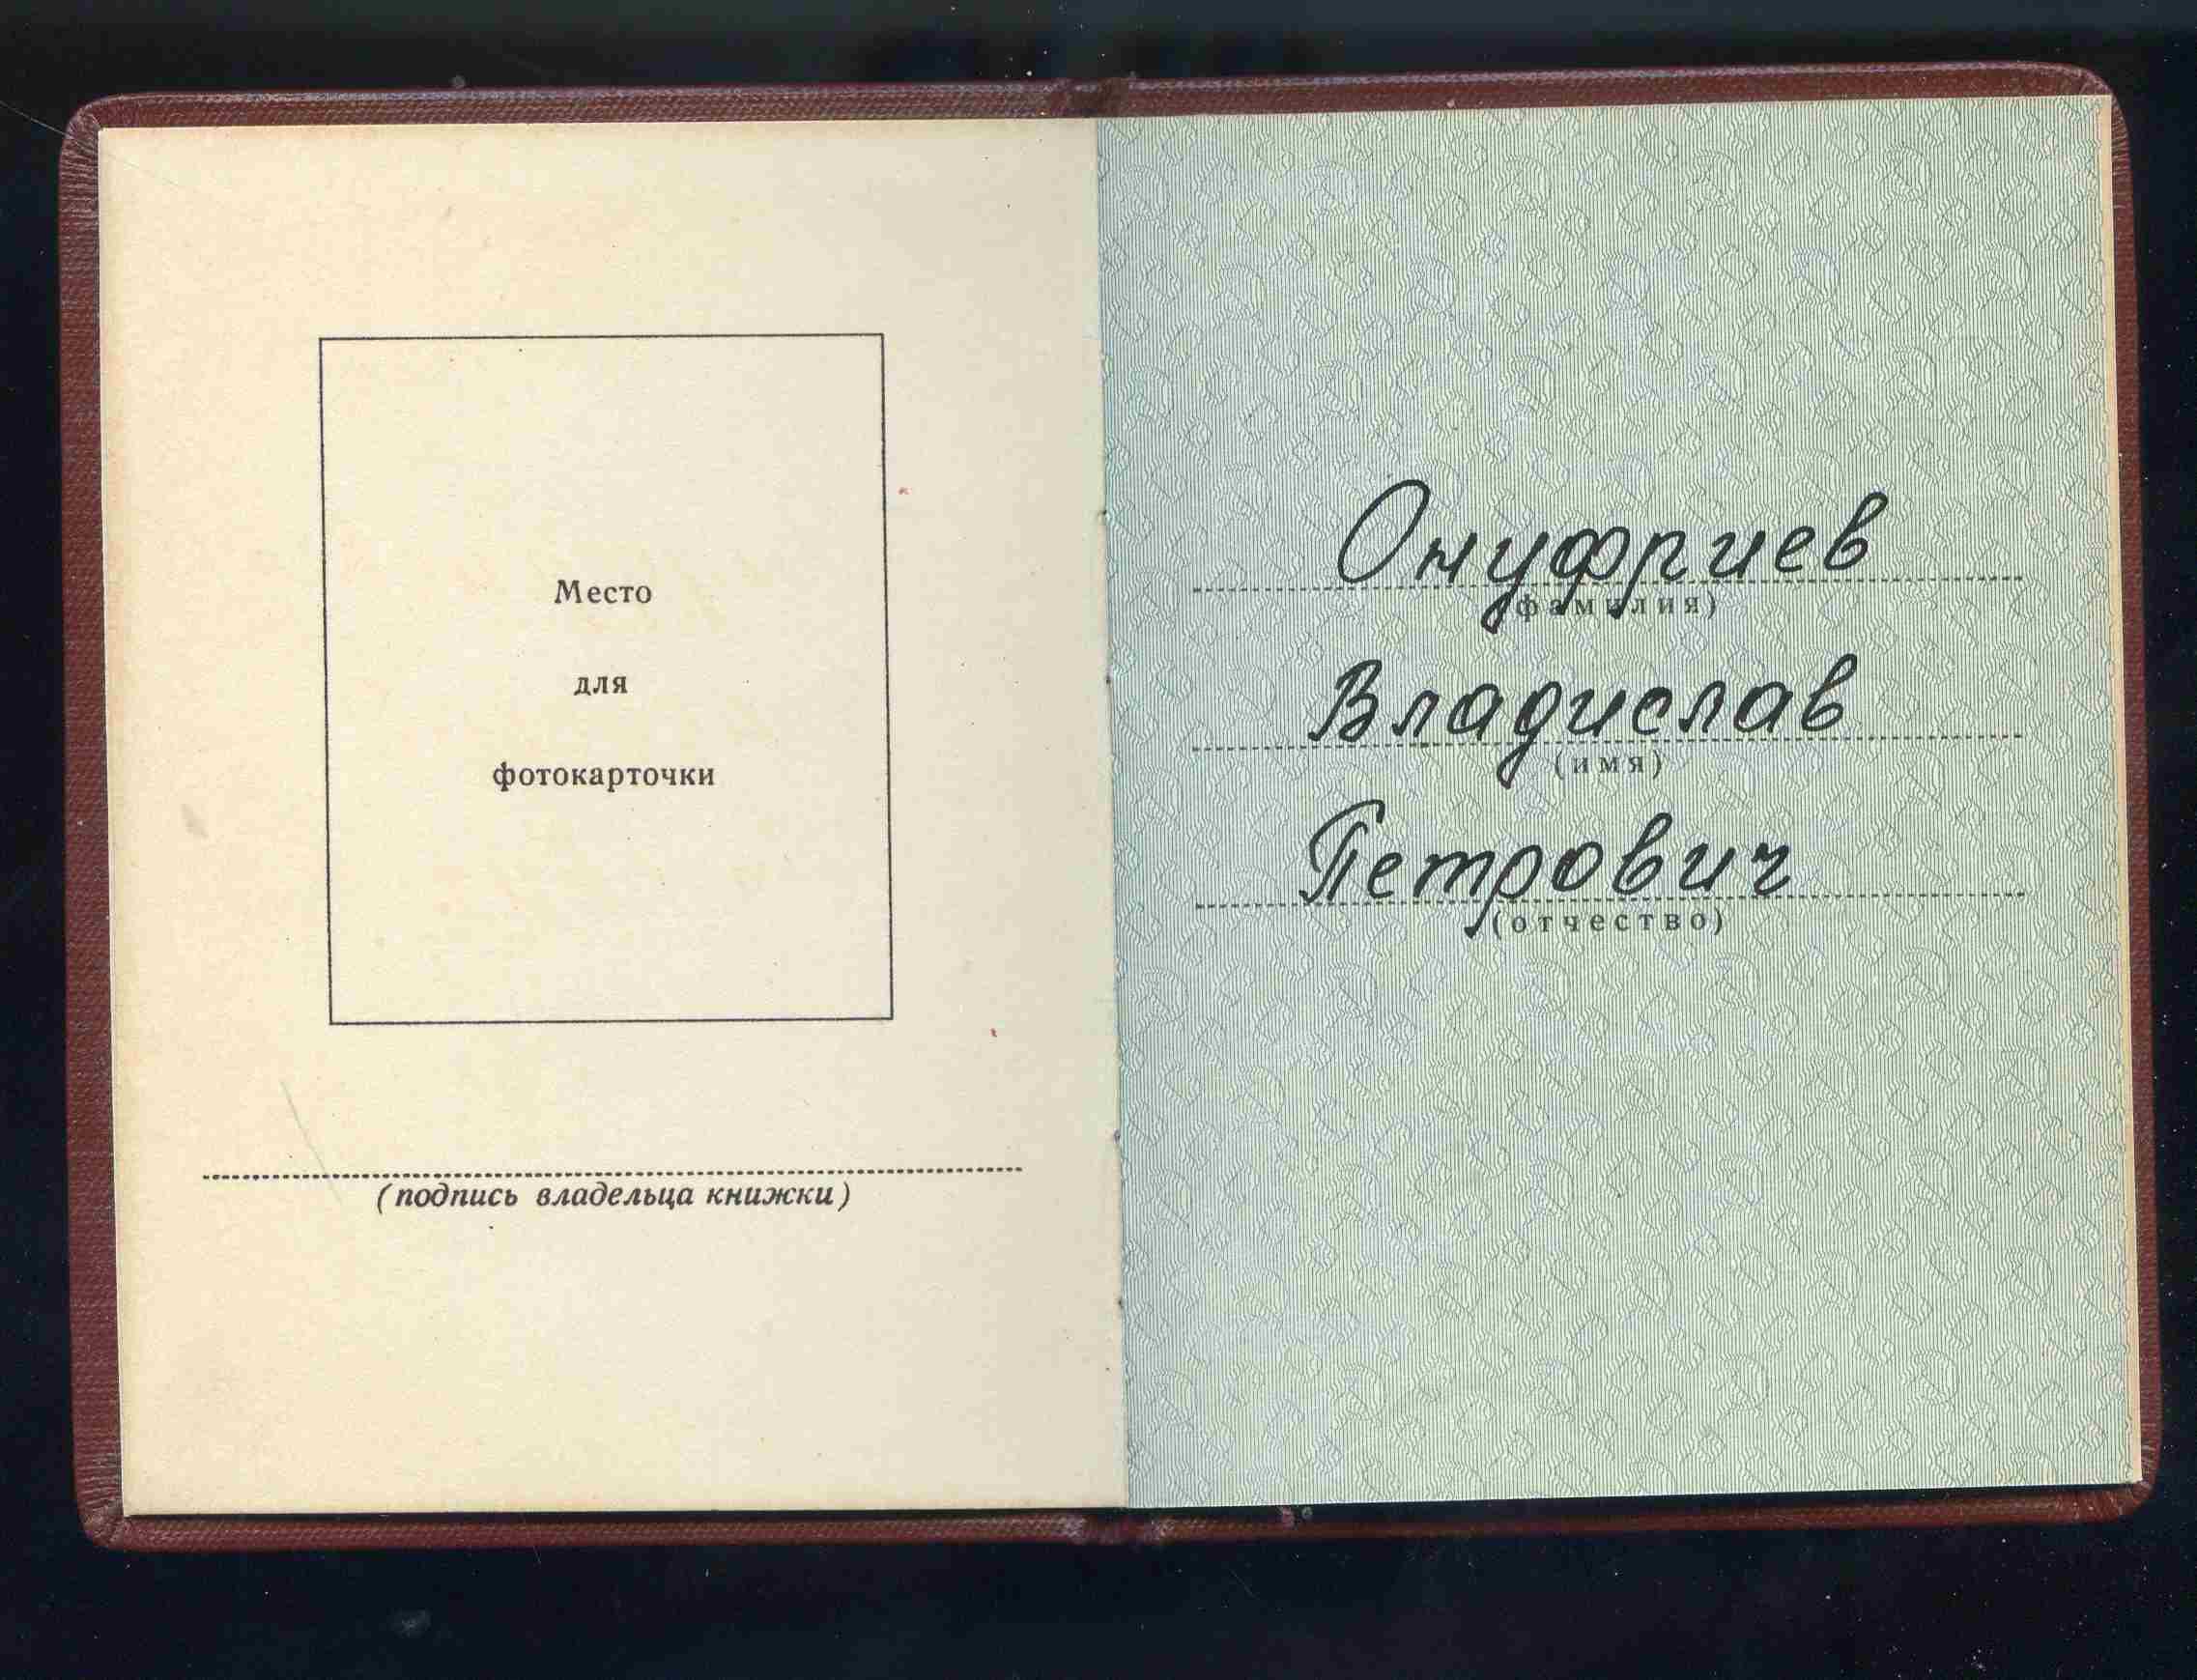 Место
для
фотокарточки
(подпись владельца книжки)
Онуфриев
(фамилия)
Владислав
(имя)
Петрович
(отчество)